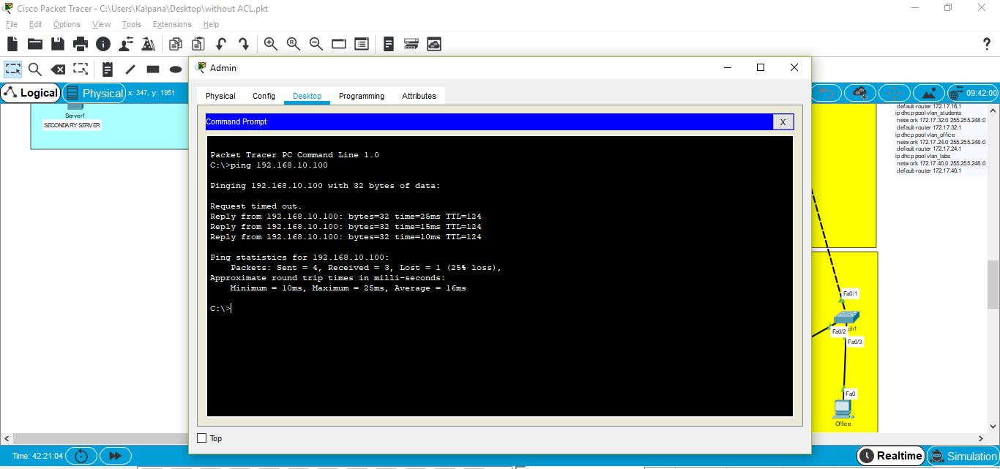 Cisco Packet Tracer - C:\Users\Kalpana\Desktop\without ACL.pkt
File Edit Options View Tools Extensions Help
?
Admin
Logical Physical x: 347, y: 1951
09:42:00
Physical Config Desktop Programming Attributes
Command Prompt X
Server1
SECONDARY SERVER
Packet Tracer PC Command Line 1.0
C:\>ping 192.168.10.100
Pinging 192.168.10.100 with 32 bytes of data:
Request timed out.
Reply from 192.168.10.100: bytes=32 time=25ms TTL=124
Reply from 192.168.10.100: bytes=32 time=15ms TTL=124
Reply from 192.168.10.100: bytes=32 time=10ms TTL=124
Ping statistics for 192.168.10.100:
Packets: Sent = 4, Received = 3, Lost = 1 (25% loss),
Approximate round trip times in milli-seconds:
Minimum = 10ms, Maximum = 25ms, Average = 16ms
C:\>
default-router 172.17.16.1
ip dhcp pool vlan_students
network 172.17.32.0 255.255.248.0
default-router 172.17.32.1
ip dhcp pool vlan_office
network 172.17.24.0 255.255.248.0
default-router 172.17.24.1
ip dhcp pool vlan_labs
network 172.17.40.0 255.255.248.0
default-router 172.17.40.1
Fa0/1
Fa0/2 ch1
Fa0/3
Fa0
Office
Top
Time: 42:21:04
Realtime Simulation